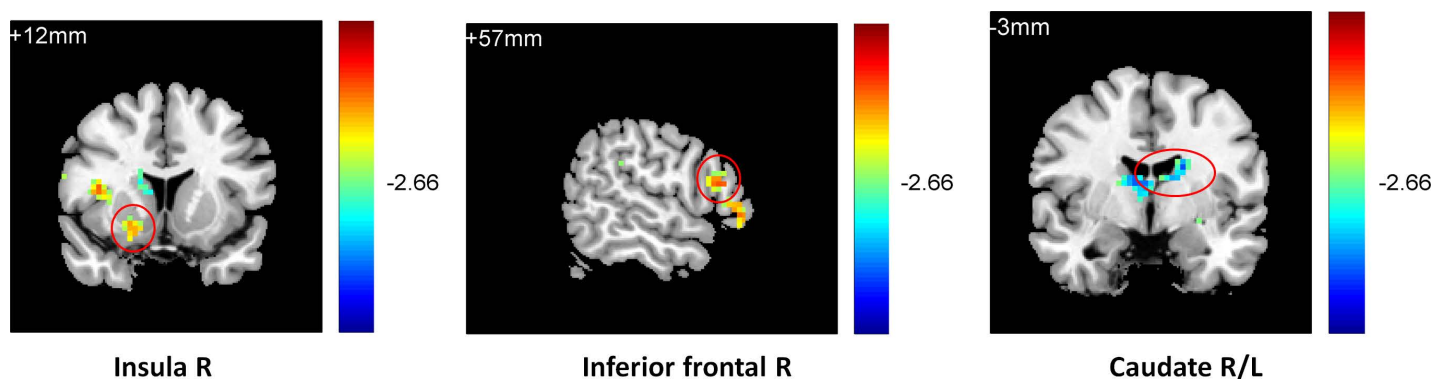 +12mm
-2.66
Insula R
+57mm
-2.66
Inferior frontal R
-3mm
-2.66
Caudate R/L